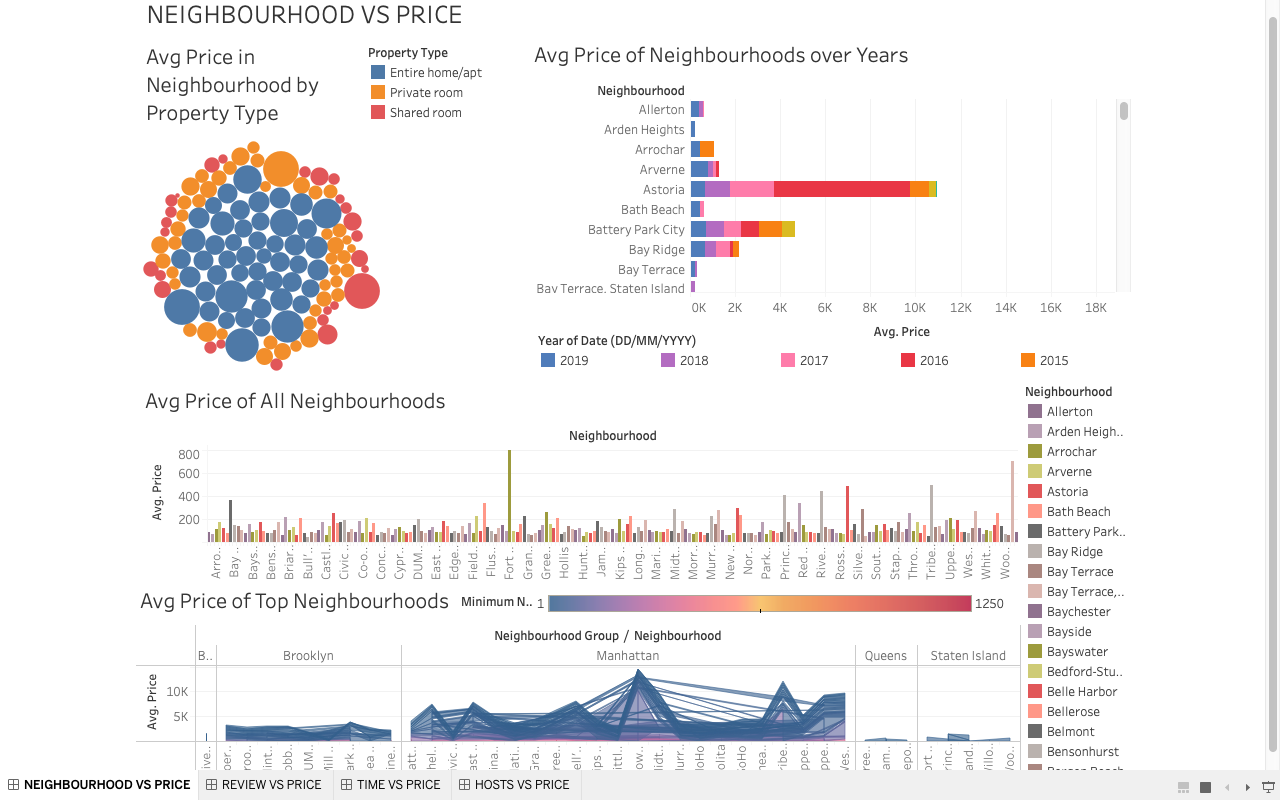 NEIGHBOURHOOD VS PRICE
Avg Price in
Neighbourhood by
Property Type
Property Type
Entire home/apt
Private room
Shared room
Avg Price of Neighbourhoods over Years
Neighbourhood
Allerton
Arden Heights
Arrochar
Arverne
Astoria
Bath Beach
Battery Park City
Bay Ridge
Bay Terrace
Bay Terrace, Staten Island
0K 2K 4K 6K 8K 10K 12K 14K 16K 18K
Avg. Price
Year of Date (DD/MM/YYYY)
2019 2018 2017 2016 2015
Avg Price of All Neighbourhoods
Neighbourhood
Avg. Price
800
600
400
200
Arro.. Bay .. Bays.. Bens.. Briar.. Bull'.. Castl.. Civic .. Co-o.. Conc.. Cypr.. DUM.. East .. Edge.. Field.. Flus.. Fort .. Gran.. Gree.. Hollis Hunt.. Jam.. Kips .. Long.. Mari.. Midt.. Morr.. Murr.. New .. Nor.. Park.. Princ.. Red .. Rive.. Ross.. Silve.. Sout.. Stap.. Thro.. Tribe.. Uppe.. Wes.. Whit.. Woo..
Neighbourhood
Allerton
Arden Heigh..
Arrochar
Arverne
Astoria
Bath Beach
Battery Park..
Bay Ridge
Bay Terrace
Bay Terrace,..
Baychester
Bayside
Bayswater
Bedford-Stu..
Belle Harbor
Bellerose
Belmont
Bensonhurst
Bergen Beach
Avg Price of Top Neighbourhoods
Minimum N.. 1 1250
Neighbourhood Group / Neighbourhood
B.. Brooklyn Manhattan Queens Staten Island
Avg. Price
10K
5K
NEIGHBOURHOOD VS PRICE REVIEW VS PRICE TIME VS PRICE HOSTS VS PRICE